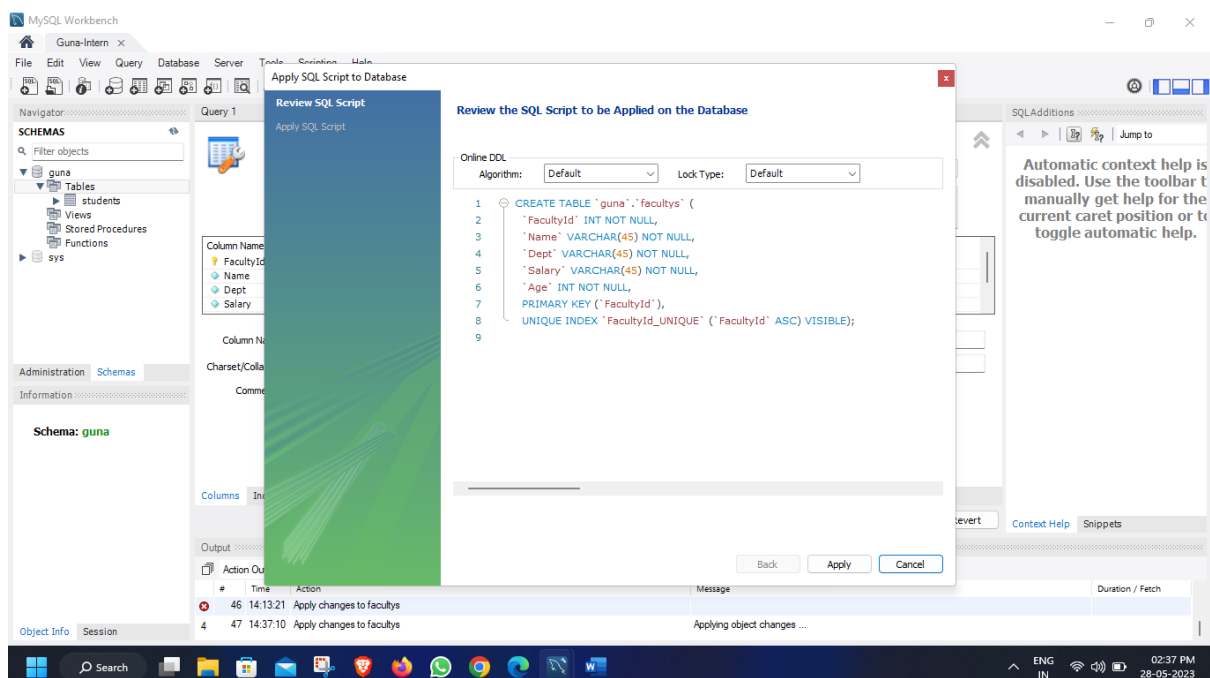 MySQL Workbench
Guna-Intern
File Edit View Query Database Server Tools Scripting Help
Navigator
SCHEMAS
Filter objects
guna
Tables
students
Views
Stored Procedures
Functions
sys
Administration Schemas
Information
Schema: guna
Object Info Session
Query 1
Column Name
FacultyId
Name
Dept
Salary
Charset/Colla
Columns
Apply SQL Script to Database
Review SQL Script
Apply SQL Script
Review the SQL Script to be Applied on the Database
Online DDL
Algorithm: Default Lock Type: Default
1 CREATE TABLE `guna`.`facultys` (
2 `FacultyId` INT NOT NULL,
3 `Name` VARCHAR(45) NOT NULL,
4 `Dept` VARCHAR(45) NOT NULL,
5 `Salary` VARCHAR(45) NOT NULL,
6 `Age` INT NOT NULL,
7 PRIMARY KEY (`FacultyId`),
8 UNIQUE INDEX `FacultyId_UNIQUE` (`FacultyId` ASC) VISIBLE);
9
Back Apply Cancel
evert
SQLAdditions
Jump to
Automatic context help is
disabled. Use the toolbar t
manually get help for the
current caret position or to
toggle automatic help.
Context Help Snippets
Output
Action Ou
# Time Action Message Duration / Fetch
46 14:13:21 Apply changes to facultys
4 47 14:37:10 Apply changes to facultys Applying object changes ...
Search
ENG
IN
02:37 PM
28-05-2023